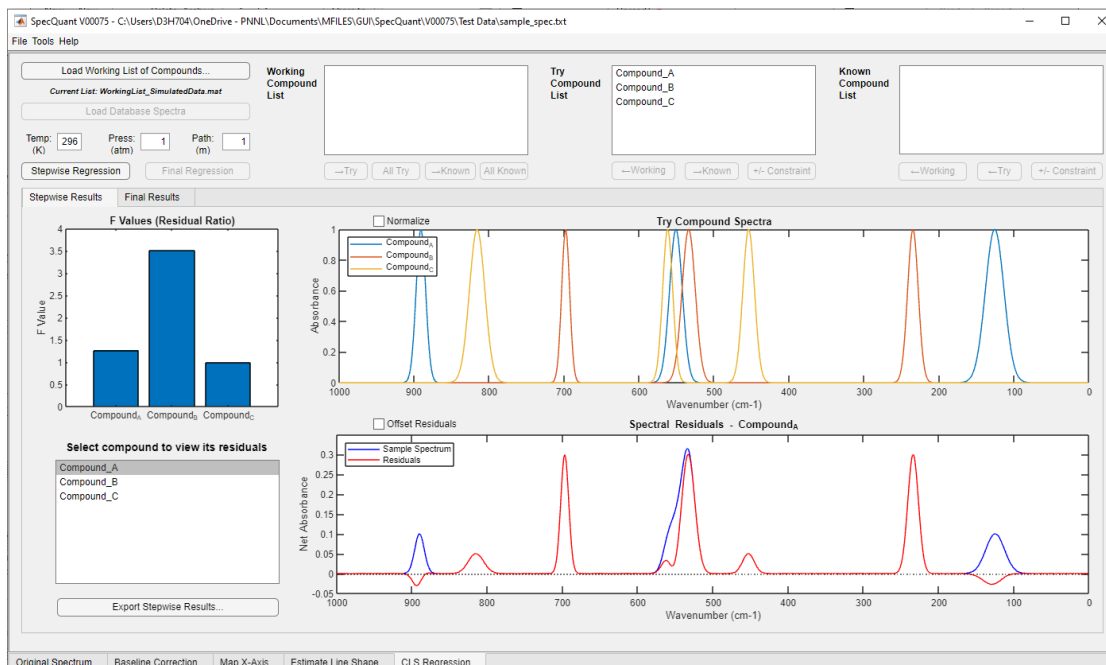 SpecQuant V00075 - C:\Users\D3H704\OneDrive - PNNL\Documents\MFILES\GUI\SpecQuant\V00075\Test Data\sample_spec.txt
File Tools Help
Load Working List of Compounds...
Current List: WorkingList_SimulatedData.mat
Load Database Spectra
Temp: (K) 296 Press: (atm) 1 Path: (m) 1
Stepwise Regression Final Regression
Working
Compound
List
→Try All Try →Known All Known
Try
Compound
List
Compound_A
Compound_B
Compound_C
←Working →Known +/- Constraint
Known
Compound
List
←Working ←Try +/- Constraint
Stepwise Results Final Results
F Values (Residual Ratio)
4
3.5
3
2.5
2
1.5
1
0.5
0
F Value
Compound_A Compound_B Compound_C
Select compound to view its residuals
Compound_A
Compound_B
Compound_C
Export Stepwise Results...
Normalize
Try Compound Spectra
Compound_A
Compound_B
Compound_C
1
0.8
0.6
0.4
0.2
0
Absorbance
1000 900 800 700 600 500 400 300 200 100 0
Wavenumber (cm-1)
Offset Residuals
Spectral Residuals - Compound_A
Sample Spectrum
Residuals
0.3
0.25
0.2
0.15
0.1
0.05
0
-0.05
Net Absorbance
1000 900 800 700 600 500 400 300 200 100 0
Wavenumber (cm-1)
Original Spectrum Baseline Correction Map X-Axis Estimate Line Shape CLS Regression